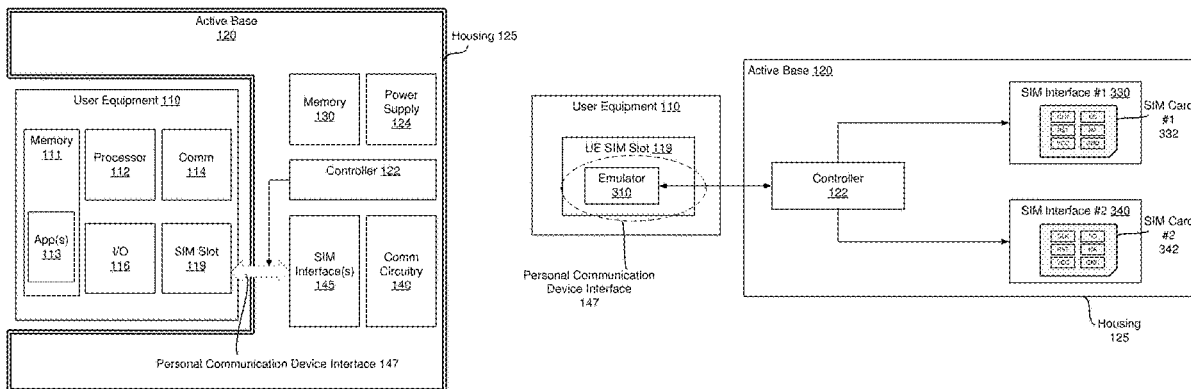 Active Base
120
Housing 125
User Equipment 110
Memory
111
Processor
112
Comm
114
App(s)
113
I/O
116
SIM Slot
119
Memory
130
Power
Supply
124
Controller 122
SIM
Interface(s)
145
Comm
Circuitry
140
Personal Communication Device Interface 147
User Equipment 110
UE SIM Slot 119
Emulator
310
Personal Communication
Device Interface
147
Active Base 120
Controller
122
SIM Interface #1 330
SIM Card
#1
332
SIM Interface #2 340
SIM Card
#2
342
Housing
125